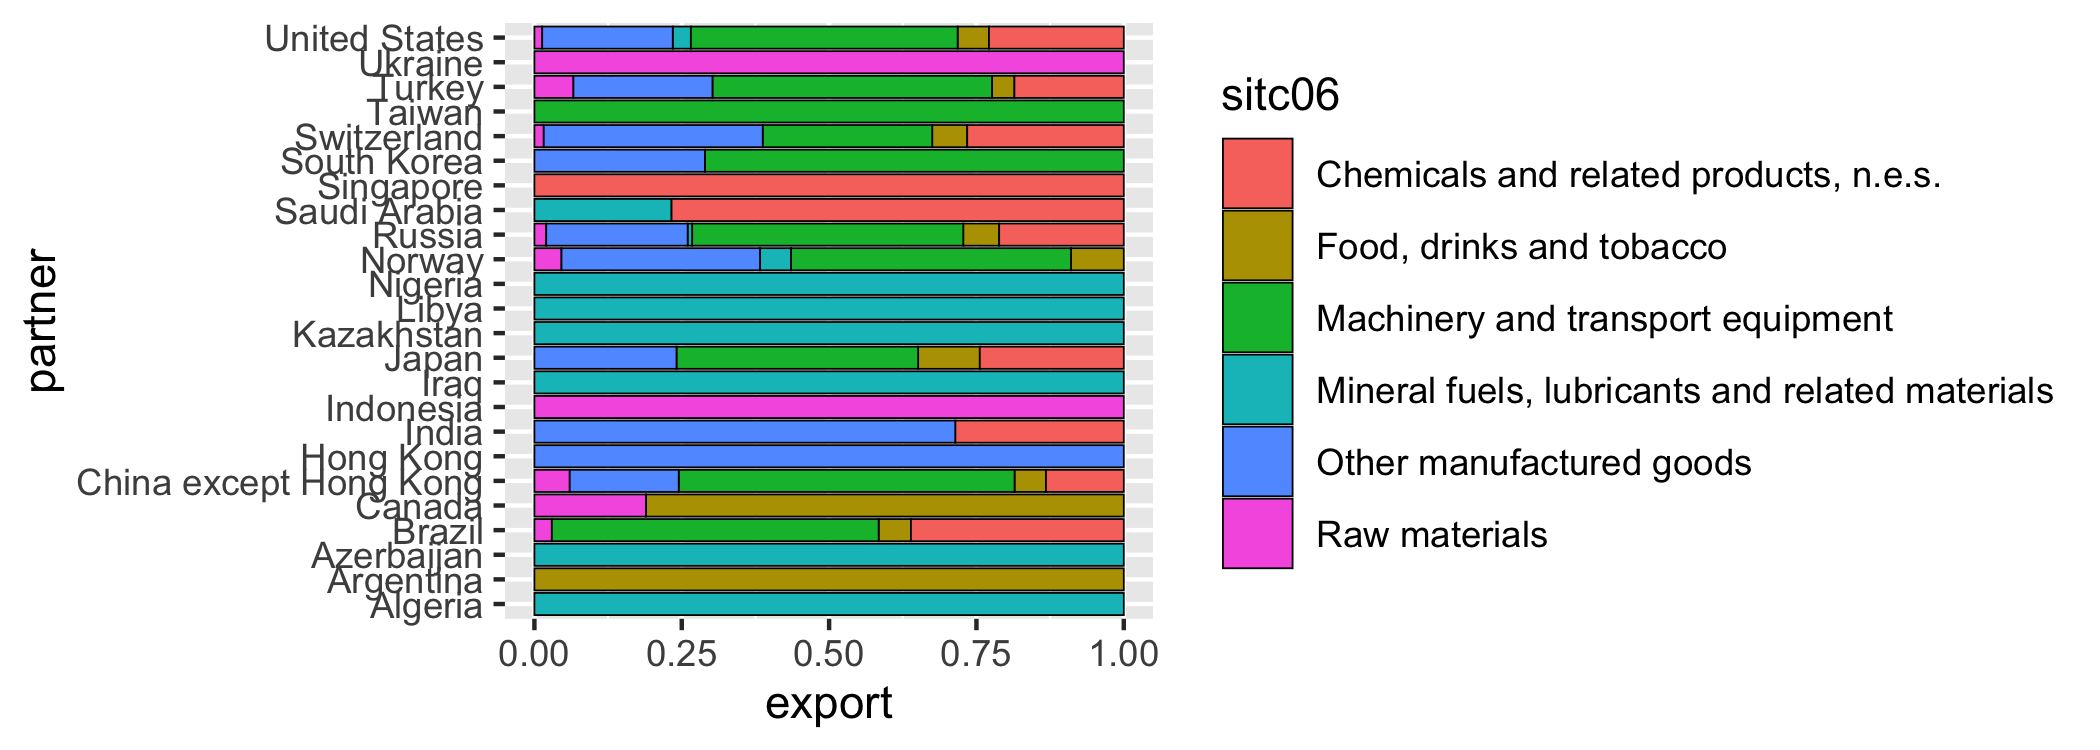 partner
United States
Ukraine
Turkey
Taiwan
Switzerland
South Korea
Singapore
Saudi Arabia
Russia
Norway
Nigeria
Libya
Kazakhstan
Japan
Iraq
Indonesia
India
Hong Kong
China except Hong Kong
Canada
Brazil
Azerbaijan
Argentina
Algeria
0.00 0.25 0.50 0.75 1.00
export
sitc06
Chemicals and related products, n.e.s.
Food, drinks and tobacco
Machinery and transport equipment
Mineral fuels, lubricants and related materials
Other manufactured goods
Raw materials